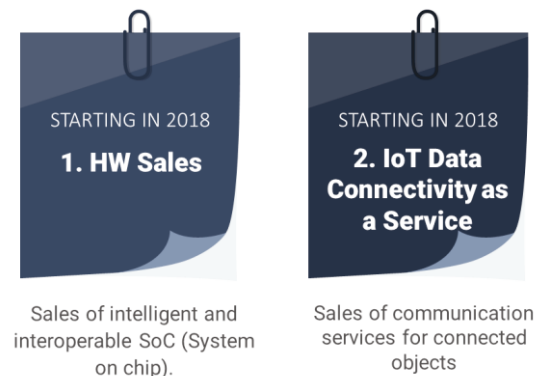 STARTING IN 2018
1. HW Sales
Sales of intelligent and
interoperable SoC (System
on chip).
STARTING IN 2018
2. IoT Data
Connectivity as
a Service
Sales of communication
services for connected
objects